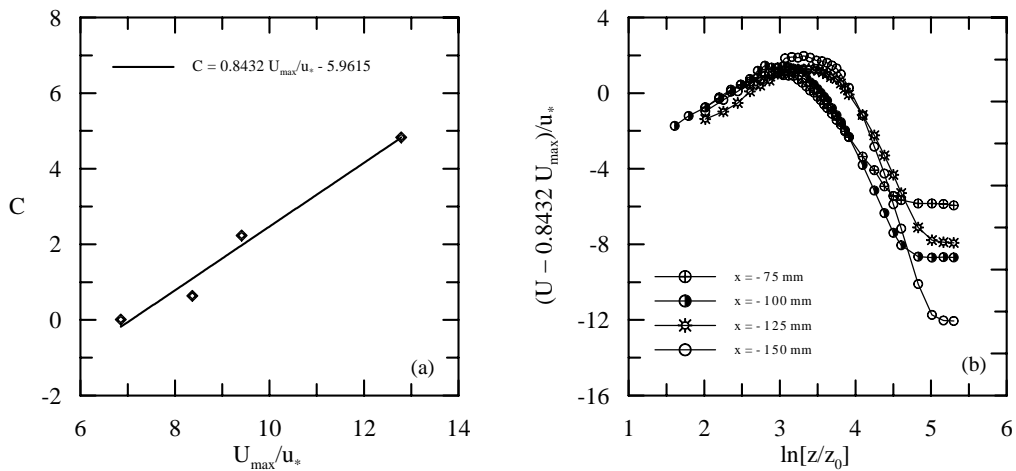 8
6
4
2
0
-2
C
C = 0.8432 U_max/u_* - 5.9615
(a)
6 8 10 12 14
U_max/u_*
4
0
-4
-8
-12
-16
(U − 0.8432 U_max)/u_*
x = - 75 mm
x = - 100 mm
x = - 125 mm
x = - 150 mm
(b)
1 2 3 4 5 6
ln[z/z_0]